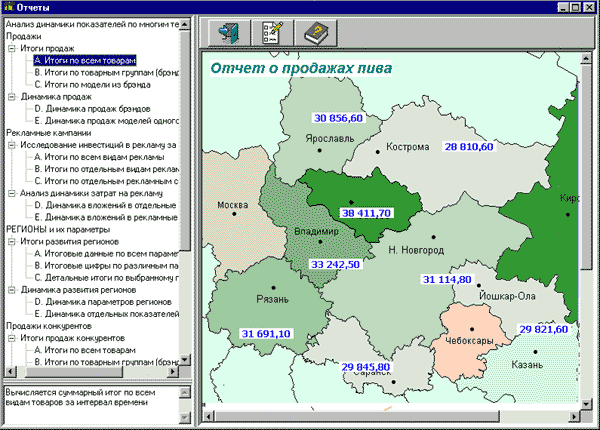 Отчеты
Анализ динамики показателей по многим те
Продажи
Итоги продаж
A. Итоги по всем товарам
B. Итоги по товарным группам (брэнд
C. Итоги по модели из брэнда
Динамика продаж
D. Динамика продаж брэндов
E. Динамика продаж моделей одного
Рекламные кампании
Исследование инвестиций в рекламу за
A. Итоги по всем видам рекламы
B. Итоги по отдельным видам реклам
C. Итоги по отдельным рекламным с
Анализ динамики затрат на рекламу
D. Динамика вложений в отдельные
E. Динамика вложений в рекламные
РЕГИОНЫ и их параметры
Итоги развития регионов
A. Итоговые данные по всем параме
B. Итоговые цифры по различным па
C. Детальные итоги по выбранному г
Динамика развития регионов
D. Динамика параметров регионов
E. Динамика отдельных показателей
Продажи конкурентов
Итоги продаж конкурентов
A. Итоги по всем товарам
B. Итоги по товарным группам (брэнд
Вычисляется суммарный итог по всем
видам товаров за интервал времени
Отчет о продажах пива
30 856,60
Ярославль
Кострома
28 810,60
Москва
38 411,70
Киро
Владимир
33 242,50
Н. Новгород
Рязань
31 114,80
Йошкар-Ола
31 691,10
Чебоксары
29 821,60
Казань
29 845,80
Саранск